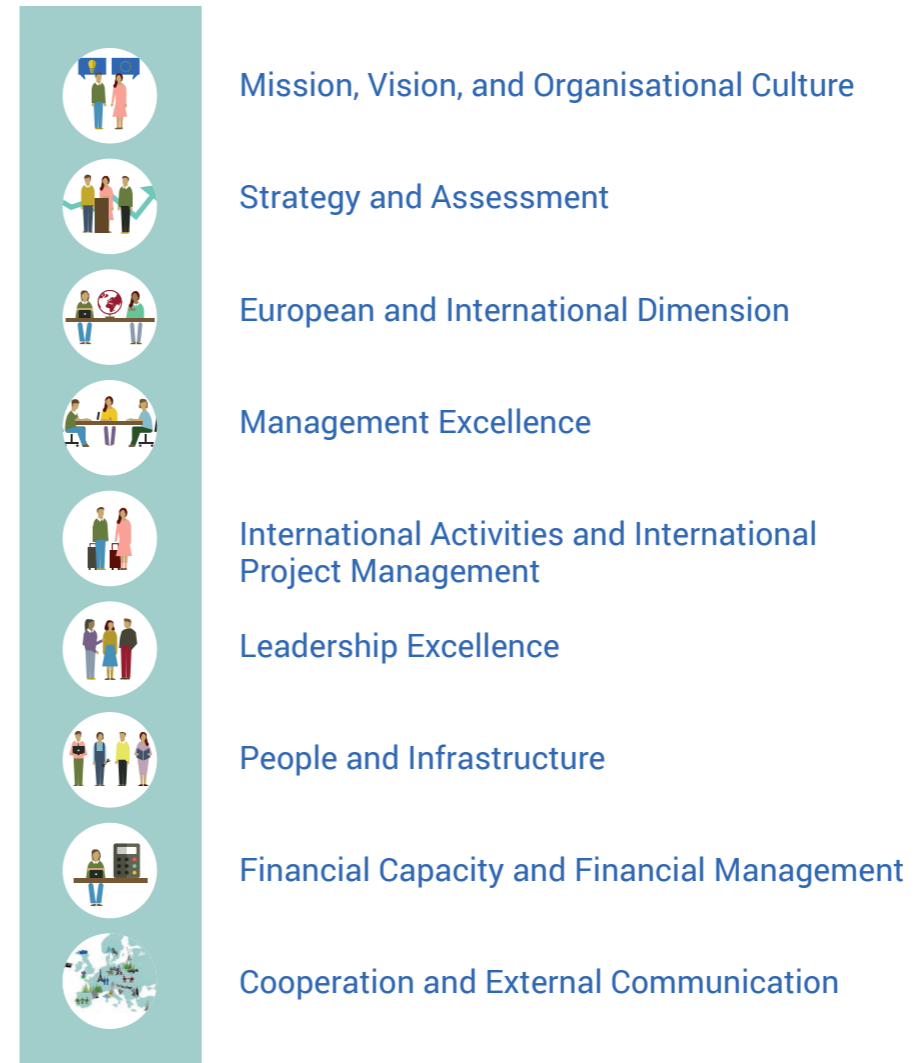 Mission, Vision, and Organisational Culture
Strategy and Assessment
European and International Dimension
Management Excellence
International Activities and International
Project Management
Leadership Excellence
People and Infrastructure
Financial Capacity and Financial Management
Cooperation and External Communication